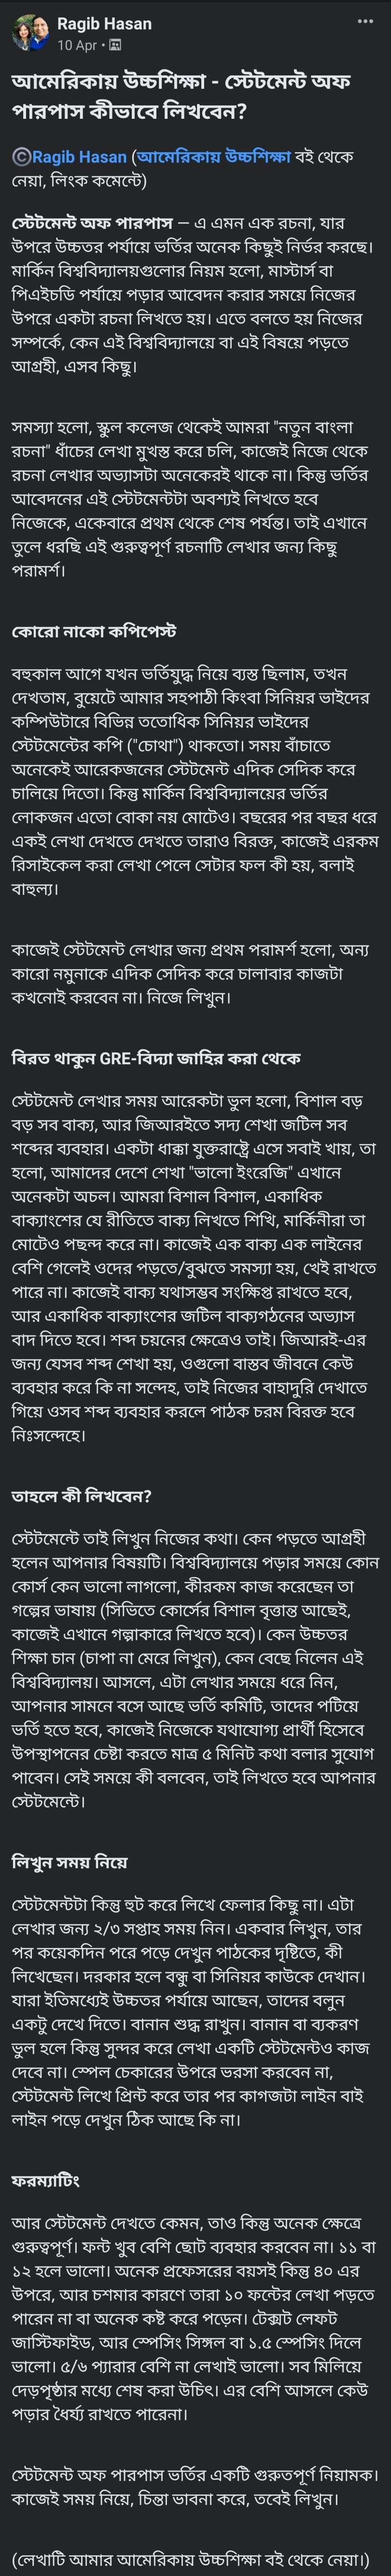 Ragib Hasan
10 Apr •
আমেরিকায় উচ্চশিক্ষা - স্টেটমেন্ট অফ
পারপাস কীভাবে লিখবেন?
©Ragib Hasan (আমেরিকায় উচ্চশিক্ষা বই থেকে
নেয়া, লিংক কমেন্টে)
স্টেটমেন্ট অফ পারপাস — এ এমন এক রচনা, যার
উপরে উচ্চতর পর্যায়ে ভর্তির অনেক কিছুই নির্ভর করছে।
মার্কিন বিশ্ববিদ্যালয়গুলোর নিয়ম হলো, মাস্টার্স বা
পিএইচডি পর্যায়ে পড়ার আবেদন করার সময়ে নিজের
উপরে একটা রচনা লিখতে হয়। এতে বলতে হয় নিজের
সম্পর্কে, কেন এই বিশ্ববিদ্যালয়ে বা এই বিষয়ে পড়তে
আগ্রহী, এসব কিছু।
সমস্যা হলো, স্কুল কলেজ থেকেই আমরা "নতুন বাংলা
রচনা" ধাঁচের লেখা মুখস্ত করে চলি, কাজেই নিজে থেকে
রচনা লেখার অভ্যাসটা অনেকেরই থাকে না। কিন্তু ভর্তির
আবেদনের এই স্টেটমেন্টটা অবশ্যই লিখতে হবে
নিজেকে, একেবারে প্রথম থেকে শেষ পর্যন্ত। তাই এখানে
তুলে ধরছি এই গুরুত্বপূর্ণ রচনাটি লেখার জন্য কিছু
পরামর্শ।
কোরো নাকো কপিপেস্ট
বহুকাল আগে যখন ভর্তিযুদ্ধ নিয়ে ব্যস্ত ছিলাম, তখন
দেখতাম, বুয়েটে আমার সহপাঠী কিংবা সিনিয়র ভাইদের
কম্পিউটারে বিভিন্ন ততোধিক সিনিয়র ভাইদের
স্টেটমেন্টের কপি ("চোথা") থাকতো। সময় বাঁচাতে
অনেকেই আরেকজনের স্টেটমেন্ট এদিক সেদিক করে
চালিয়ে দিতো। কিন্তু মার্কিন বিশ্ববিদ্যালয়ের ভর্তির
লোকজন এতো বোকা নয় মোটেও। বছরের পর বছর ধরে
একই লেখা দেখতে দেখতে তারাও বিরক্ত, কাজেই এরকম
রিসাইকেল করা লেখা পেলে সেটার ফল কী হয়, বলাই
বাহুল্য।
কাজেই স্টেটমেন্ট লেখার জন্য প্রথম পরামর্শ হলো, অন্য
কারো নমুনাকে এদিক সেদিক করে চালাবার কাজটা
কখনোই করবেন না। নিজে লিখুন।
বিরত থাকুন GRE-বিদ্যা জাহির করা থেকে
স্টেটমেন্ট লেখার সময় আরেকটা ভুল হলো, বিশাল বড়
বড় সব বাক্য, আর জিআরইতে সদ্য শেখা জটিল সব
শব্দের ব্যবহার। একটা ধাক্কা যুক্তরাষ্ট্রে এসে সবাই খায়, তা
হলো, আমাদের দেশে শেখা "ভালো ইংরেজি" এখানে
অনেকটা অচল। আমরা বিশাল বিশাল, একাধিক
বাক্যাংশের যে রীতিতে বাক্য লিখতে শিখি, মার্কিনীরা তা
মোটেও পছন্দ করে না। কাজেই এক বাক্য এক লাইনের
বেশি গেলেই ওদের পড়তে/বুঝতে সমস্যা হয়, খেই রাখতে
পারে না। কাজেই বাক্য যথাসম্ভব সংক্ষিপ্ত রাখতে হবে,
আর একাধিক বাক্যাংশের জটিল বাক্যগঠনের অভ্যাস
বাদ দিতে হবে। শব্দ চয়নের ক্ষেত্রেও তাই। জিআরই-এর
জন্য যেসব শব্দ শেখা হয়, ওগুলো বাস্তব জীবনে কেউ
ব্যবহার করে কি না সন্দেহ, তাই নিজের বাহাদুরি দেখাতে
গিয়ে ওসব শব্দ ব্যবহার করলে পাঠক চরম বিরক্ত হবে
নিঃসন্দেহে।
তাহলে কী লিখবেন?
স্টেটমেন্টে তাই লিখুন নিজের কথা। কেন পড়তে আগ্রহী
হলেন আপনার বিষয়টি। বিশ্ববিদ্যালয়ে পড়ার সময়ে কোন
কোর্স কেন ভালো লাগলো, কীরকম কাজ করেছেন তা
গল্পের ভাষায় (সিভিতে কোর্সের বিশাল বৃত্তান্ত আছেই,
কাজেই এখানে গল্পাকারে লিখতে হবে)। কেন উচ্চতর
শিক্ষা চান (চাপা না মেরে লিখুন), কেন বেছে নিলেন এই
বিশ্ববিদ্যালয়। আসলে, এটা লেখার সময়ে ধরে নিন,
আপনার সামনে বসে আছে ভর্তি কমিটি, তাদের পটিয়ে
ভর্তি হতে হবে, কাজেই নিজেকে যথাযোগ্য প্রার্থী হিসেবে
উপস্থাপনের চেষ্টা করতে মাত্র ৫ মিনিট কথা বলার সুযোগ
পাবেন। সেই সময়ে কী বলবেন, তাই লিখতে হবে আপনার
স্টেটমেন্টে।
লিখুন সময় নিয়ে
স্টেটমেন্টটা কিন্তু হুট করে লিখে ফেলার কিছু না। এটা
লেখার জন্য ২/৩ সপ্তাহ সময় নিন। একবার লিখুন, তার
পর কয়েকদিন পরে পড়ে দেখুন পাঠকের দৃষ্টিতে, কী
লিখেছেন। দরকার হলে বন্ধু বা সিনিয়র কাউকে দেখান।
যারা ইতিমধ্যেই উচ্চতর পর্যায়ে আছেন, তাদের বলুন
একটু দেখে দিতে। বানান শুদ্ধ রাখুন। বানান বা ব্যকরণ
ভুল হলে কিন্তু সুন্দর করে লেখা একটি স্টেটমেন্টও কাজ
দেবে না। স্পেল চেকারের উপরে ভরসা করবেন না,
স্টেটমেন্ট লিখে প্রিন্ট করে তার পর কাগজটা লাইন বাই
লাইন পড়ে দেখুন ঠিক আছে কি না।
ফরম্যাটিং
আর স্টেটমেন্ট দেখতে কেমন, তাও কিন্তু অনেক ক্ষেত্রে
গুরুত্বপূর্ণ। ফন্ট খুব বেশি ছোট ব্যবহার করবেন না। ১১ বা
১২ হলে ভালো। অনেক প্রফেসরের বয়সই কিন্তু ৪০ এর
উপরে, আর চশমার কারণে তারা ১০ ফন্টের লেখা পড়তে
পারেন না বা অনেক কষ্ট করে পড়েন। টেক্সট লেফট
জাস্টিফাইড, আর স্পেসিং সিঙ্গল বা ১.৫ স্পেসিং দিলে
ভালো। ৫/৬ প্যারার বেশি না লেখাই ভালো। সব মিলিয়ে
দেড়পৃষ্ঠার মধ্যে শেষ করা উচিৎ। এর বেশি আসলে কেউ
পড়ার ধৈর্য্য রাখতে পারেনা।
স্টেটমেন্ট অফ পারপাস ভর্তির একটি গুরুতপূর্ণ নিয়ামক।
কাজেই সময় নিয়ে, চিন্তা ভাবনা করে, তবেই লিখুন।
(লেখাটি আমার আমেরিকায় উচ্চশিক্ষা বই থেকে নেয়া।)